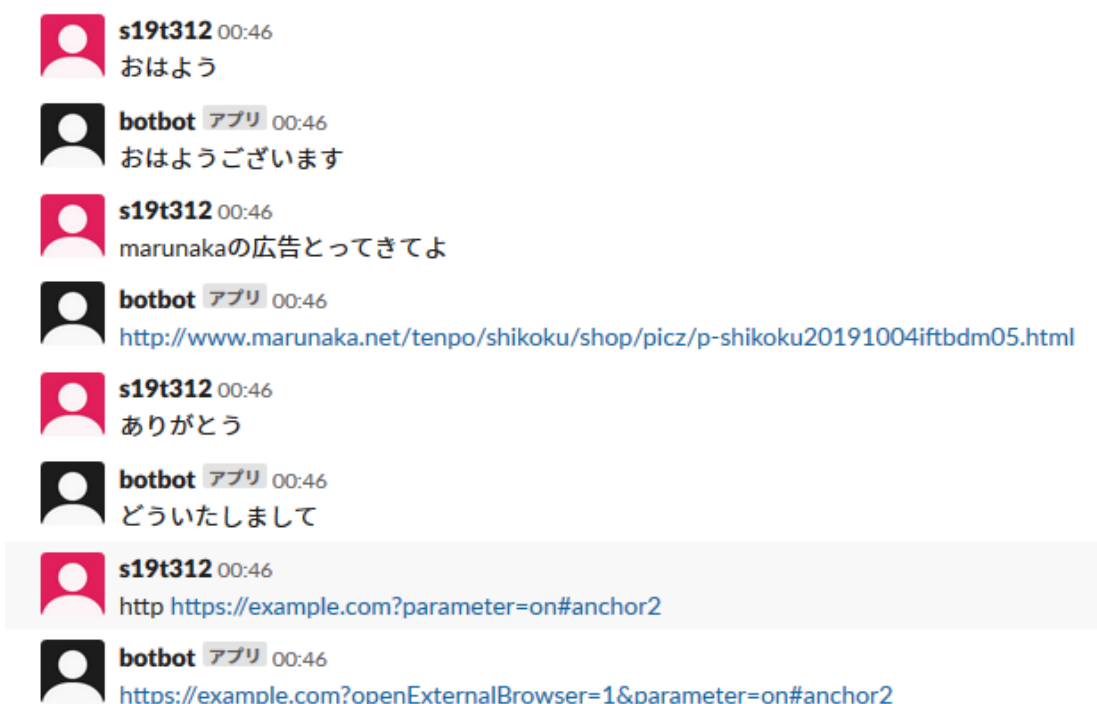 s19t312 00:46
おはよう
botbot アプリ 00:46
おはようございます
s19t312 00:46
marunakaの広告とってきてよ
botbot アプリ 00:46
http://www.marunaka.net/tenpo/shikoku/shop/picz/p-shikoku20191004iftbdm05.html
s19t312 00:46
ありがとう
botbot アプリ 00:46
どういたしまして
s19t312 00:46
http https://example.com?parameter=on#anchor2
botbot アプリ 00:46
https://example.com?openExternalBrowser=1&parameter=on#anchor2